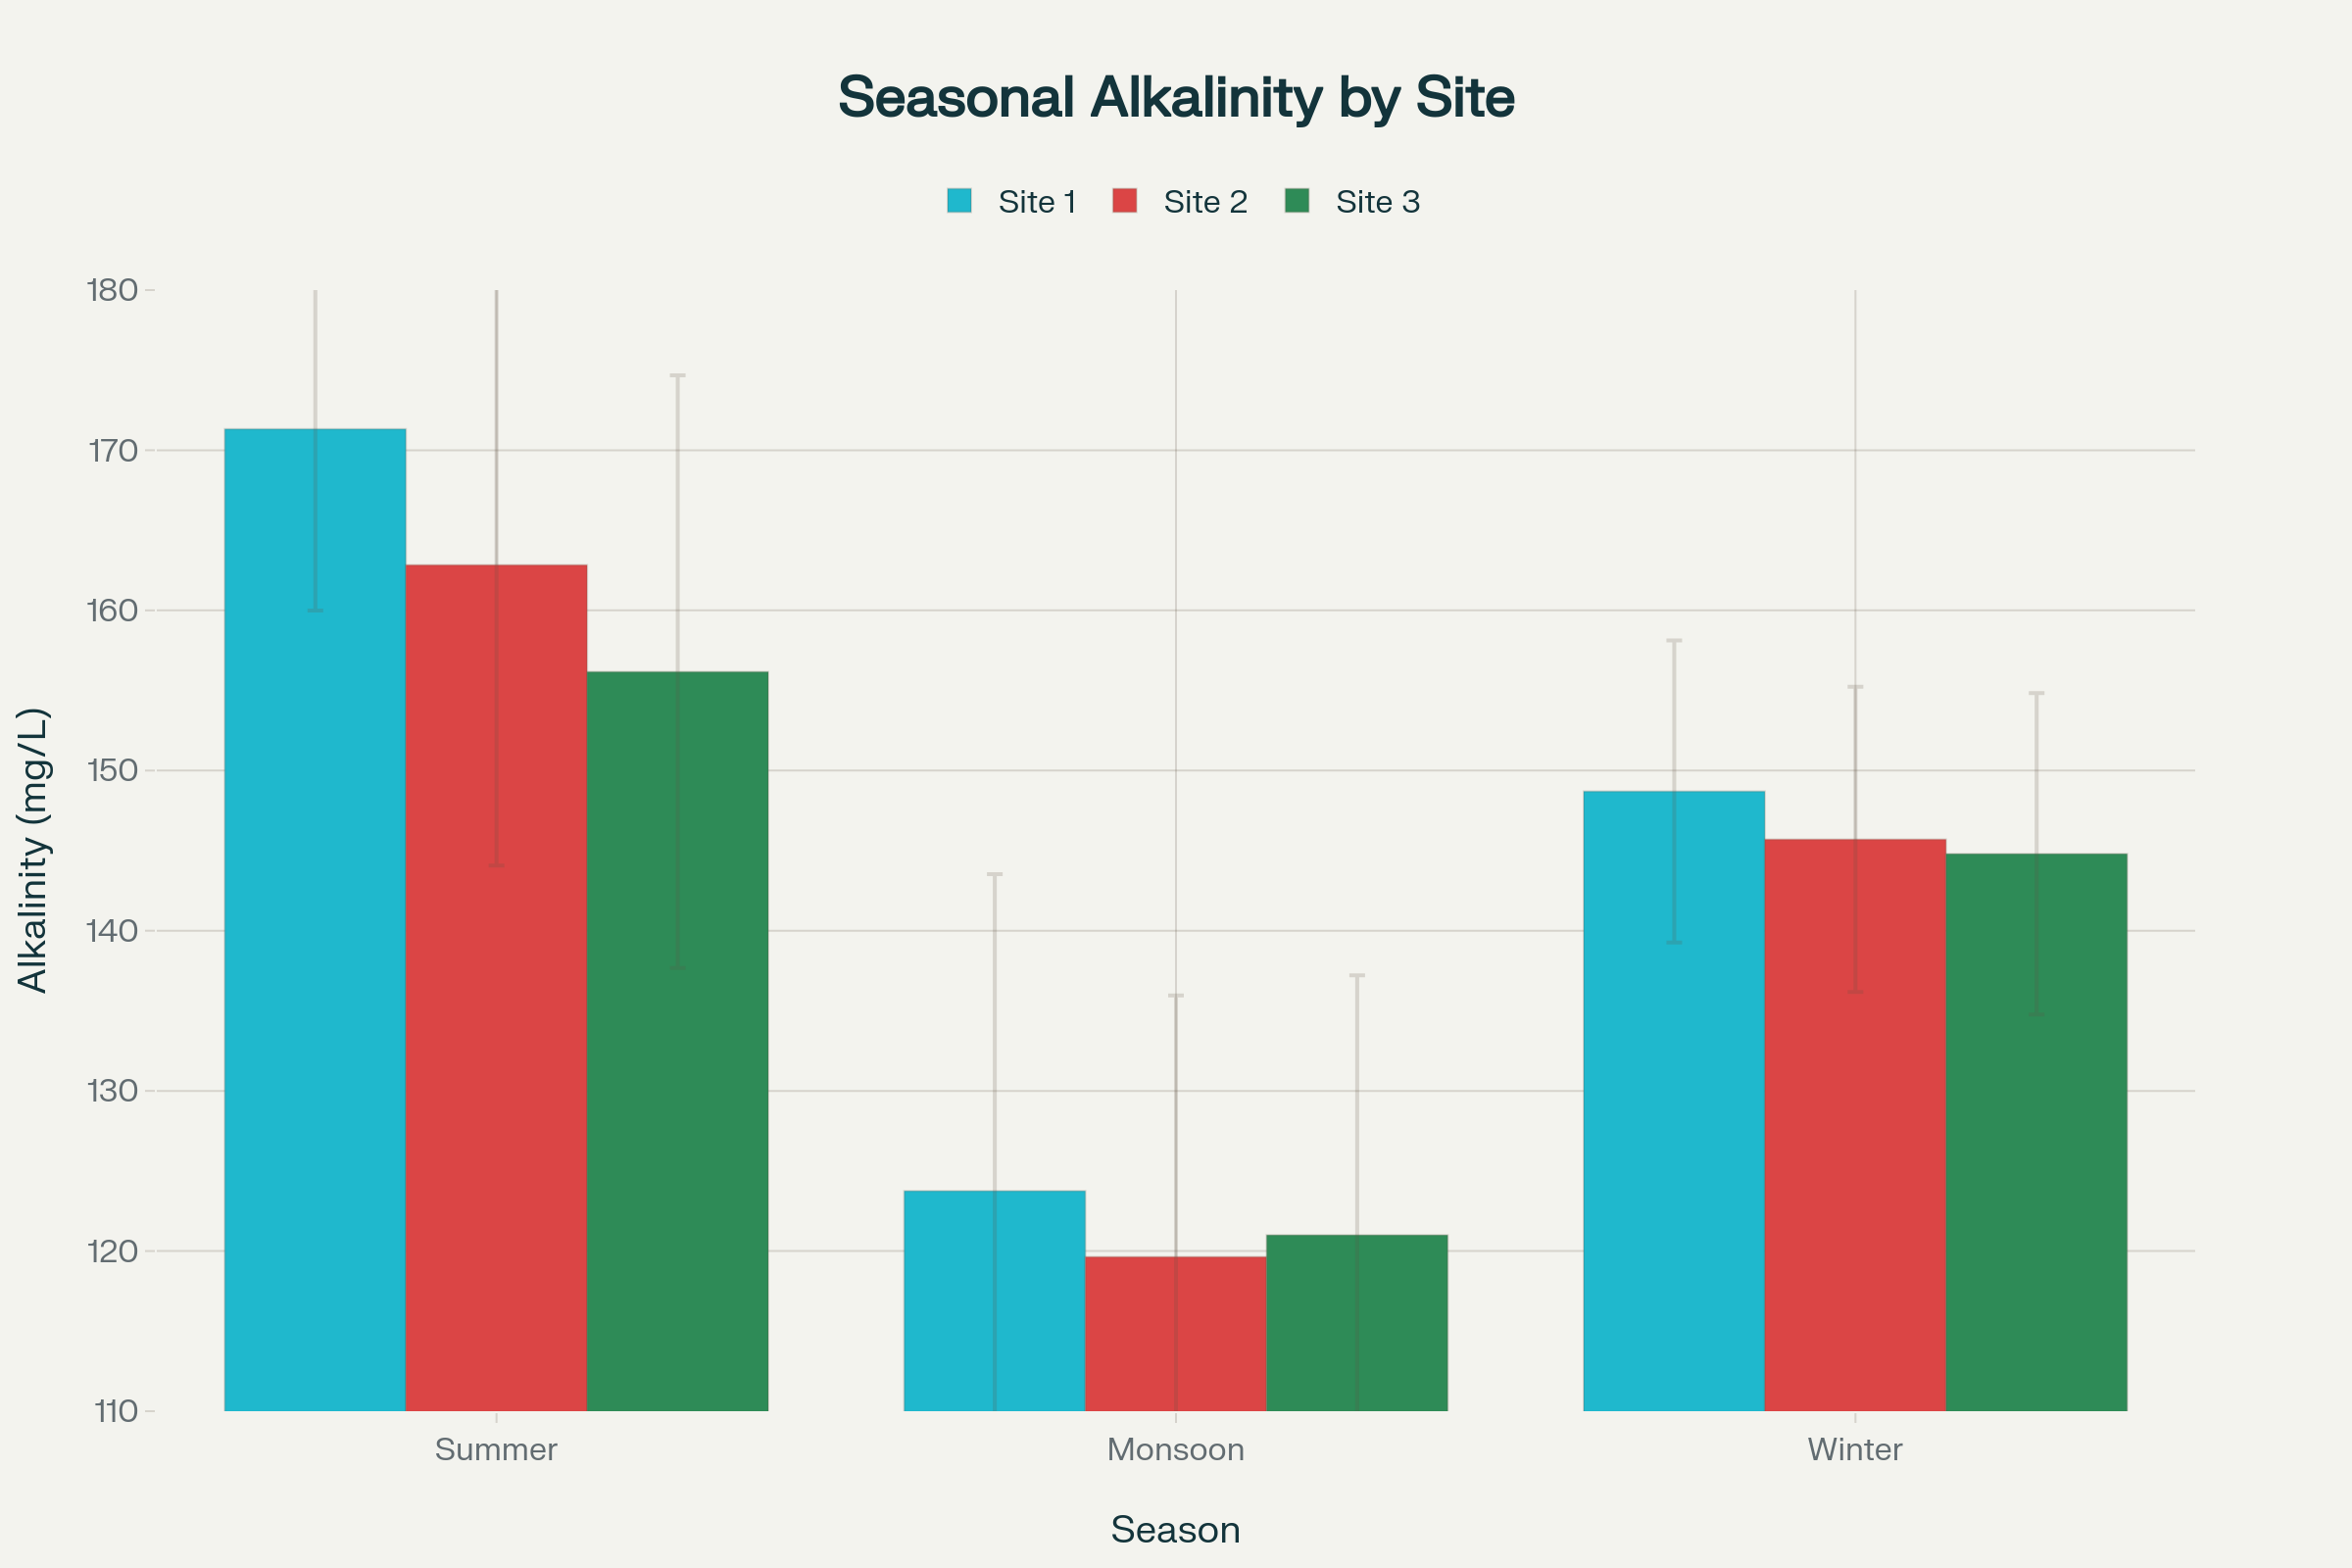 Seasonal Alkalinity by Site
Site 1 Site 2 Site 3
180
170
160
150
140
130
120
110
Alkalinity (mg/L)
Summer Monsoon Winter
Season